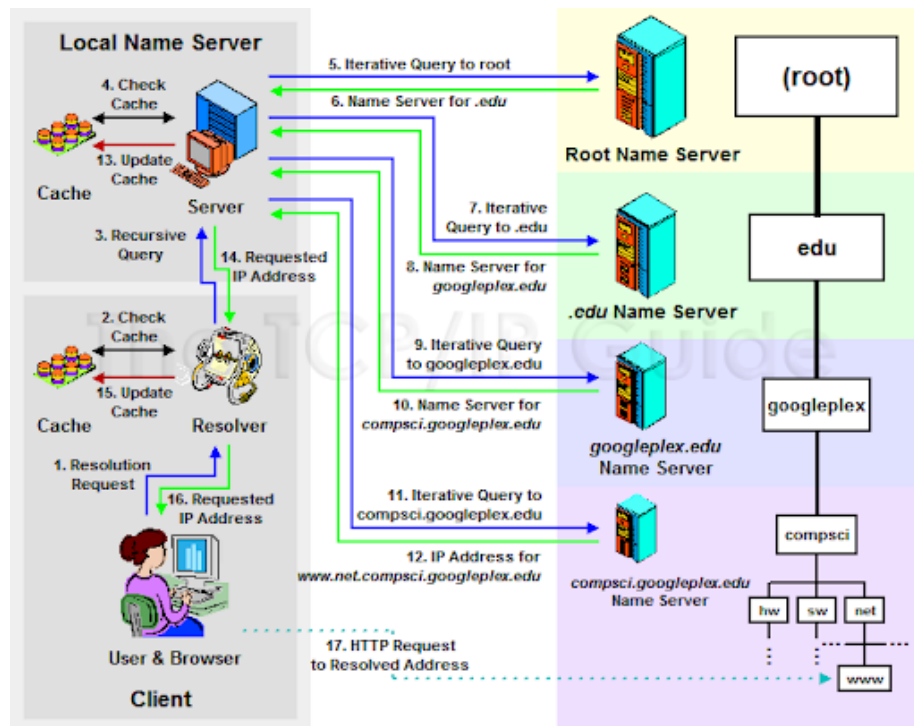 Local Name Server
4. Check
Cache
13. Update
Cache
Cache
Server
3. Recursive
Query
14. Requested
IP Address
2. Check
Cache
15. Update
Cache
Cache
Resolver
1. Resolution
Request
16. Requested
IP Address
User & Browser
Client
5. Iterative Query to root
6. Name Server for .edu
7. Iterative
Query to .edu
8. Name Server for
googleplex.edu
9. Iterative Query
to googleplex.edu
10. Name Server for
compsci.googleplex.edu
11. Iterative Query to
compsci.googleplex.edu
12. IP Address for
www.net.compsci.googleplex.edu
17. HTTP Request
to Resolved Address
Root Name Server
.edu Name Server
googleplex.edu
Name Server
compsci.googleplex.edu
Name Server
(root)
edu
googleplex
compsci
hw
sw
net
www
The TCP/IP Guide